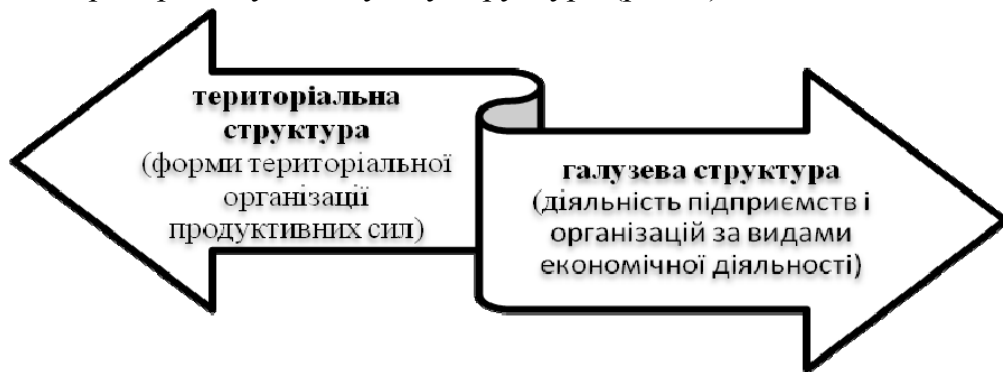 територіальна
структура
(форми територіальної
організації
продуктивних сил)
галузева структура
(діяльність підприємств і
організацій за видами
економічної діяльності)